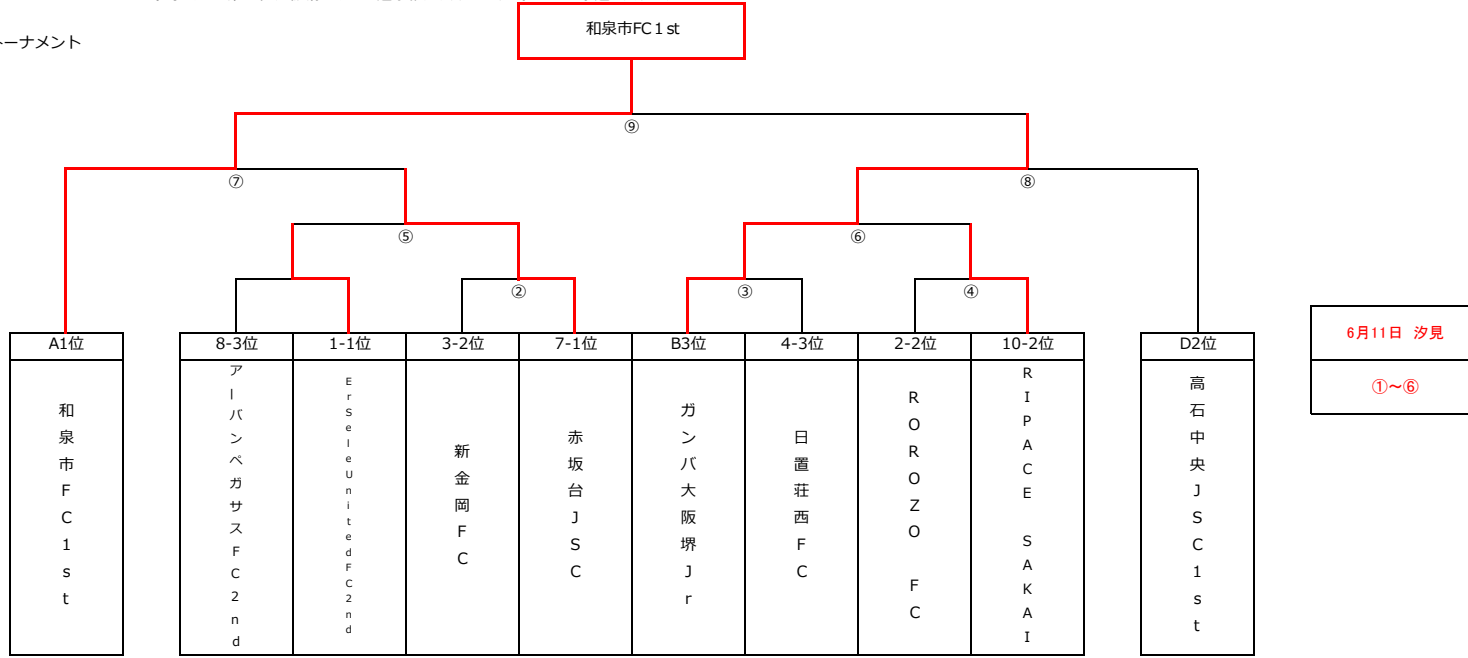 和泉市FC１st
ーナメント
⑨
⑦
⑧
⑤
⑥
②
③
④
A1位
8-3位
1-1位
3-2位
7-1位
B3位
4-3位
2-2位
10-2位
D2位
和泉市FC1st
アーバンペガサスFC2nd
ErSeleUnitedFC2nd
新金岡FC
赤坂台JSC
ガンバ大阪堺Jr
日置荘西FC
ROROZO FC
RIPACE SAKAI
高石中央JSC1st
6月11日 汐見
①～⑥